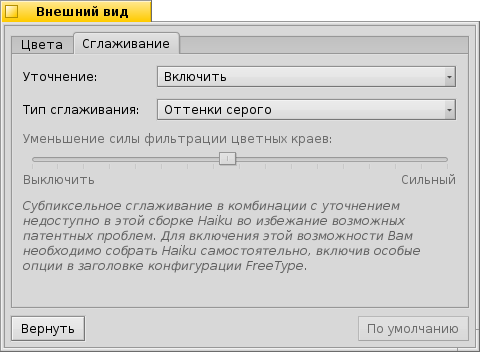 Внешний вид
Цвета
Сглаживание
Уточнение:
Включить
Тип сглаживания:
Оттенки серого
Уменьшение силы фильтрации цветных краев:
Выключить
Сильный
Субпиксельное сглаживание в комбинации с уточнением
недоступно в этой сборке Haiku во избежание возможных
патентных проблем. Для включения этой возможности Вам
необходимо собрать Haiku самостоятельно, включив особые
опции в заголовке конфигурации FreeType.
Вернуть
По умолчанию